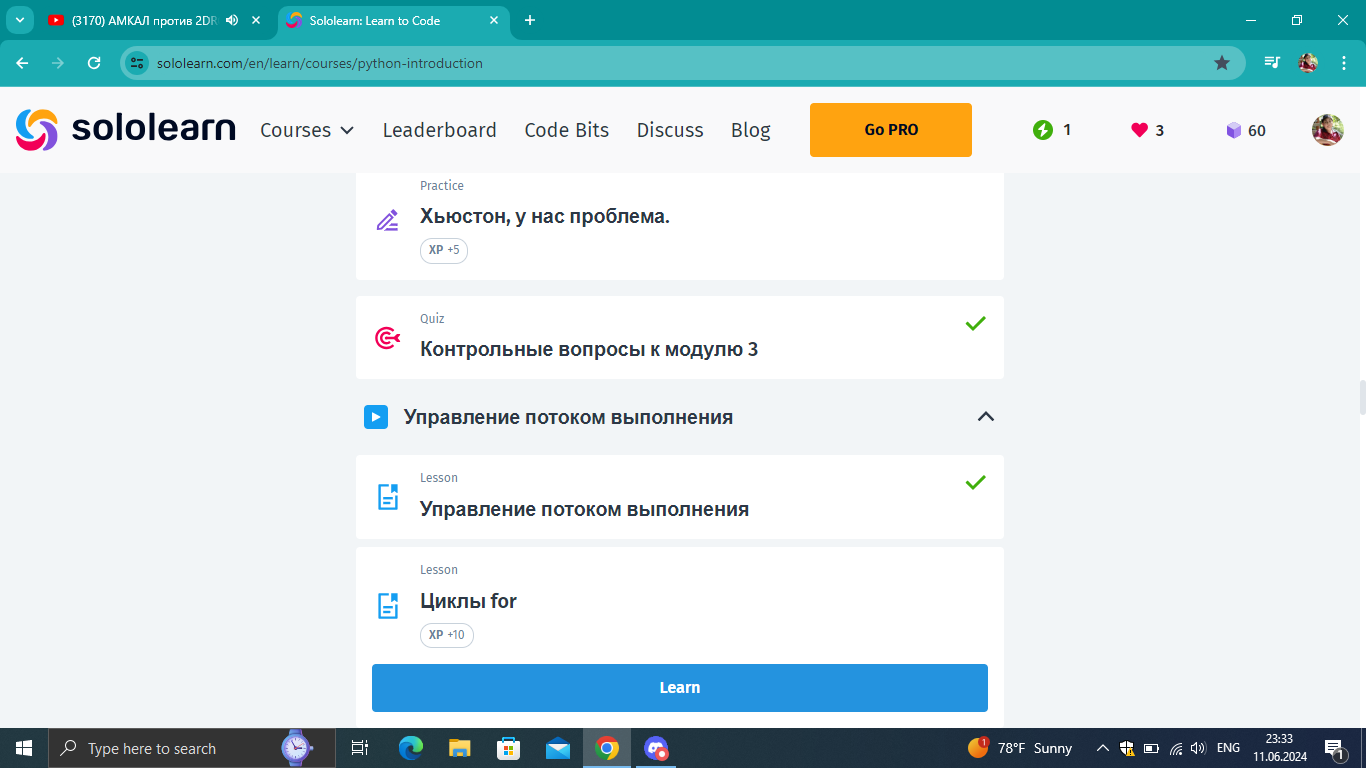 (3170) АМКАЛ против 2DR
Sololearn: Learn to Code
sololearn.com/en/learn/courses/python-introduction
sololearn
Courses
Leaderboard
Code Bits
Discuss
Blog
Go PRO
1
3
60
Practice
Хьюстон, у нас проблема.
XP +5
Quiz
Контрольные вопросы к модулю 3
Управление потоком выполнения
Lesson
Управление потоком выполнения
Lesson
Циклы for
XP +10
Learn
Type here to search
1
78°F Sunny
ENG
23:33
11.06.2024
1